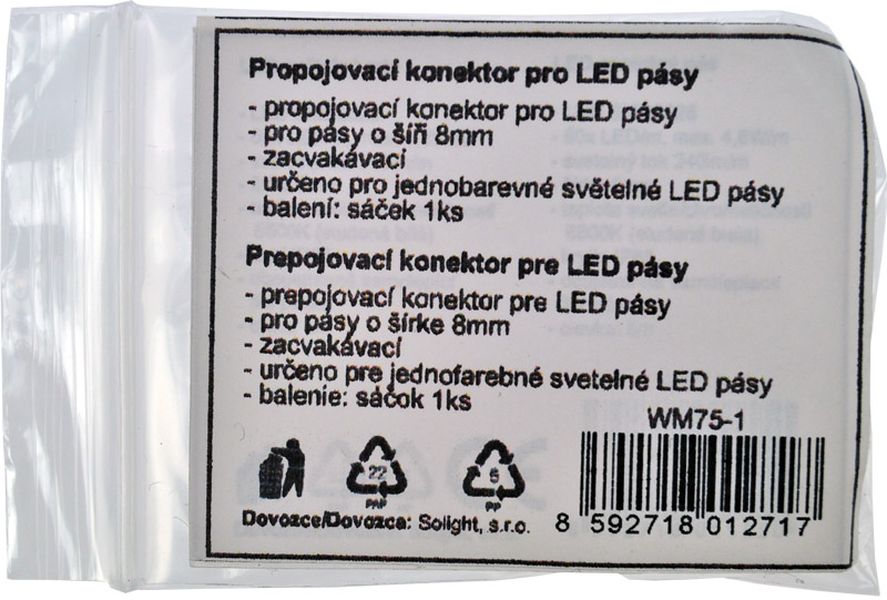 Propojovací konektor pro LED pásy
- propojovací konektor pro LED pásy
- pro pásy o šíři 8mm
- zacvakávací
- určeno pro jednobarevné světelné LED pásy
- balení: sáček 1ks
Prepojovací konektor pre LED pásy
- prepojovací konektor pre LED pásy
- pro pásy o šírke 8mm
- zacvakávací
- určeno pre jednofarebné svetelné LED pásy
- balenie: sáčok 1ks
WM75-1
22
PAP
5
PP
Dovozce/Dovozca: Solight, s.r.o.
8 592718 012717